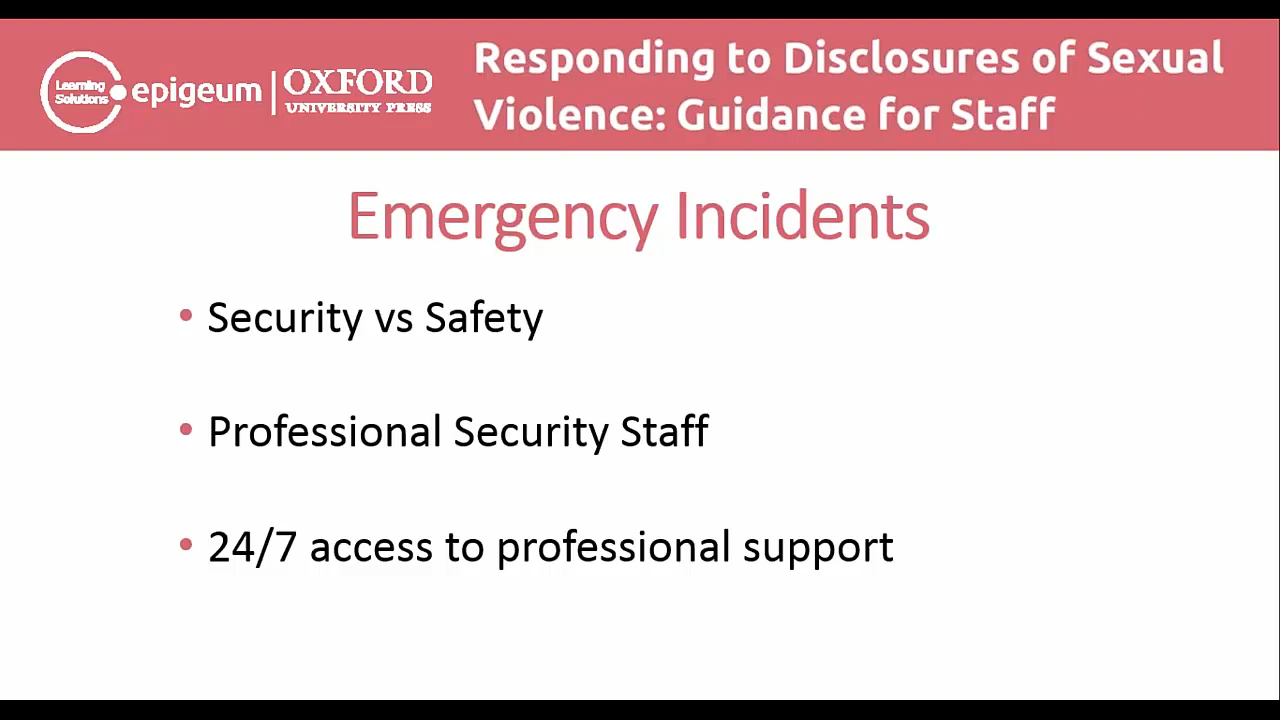 Learning
Solutions
epigeum
OXFORD
UNIVERSITY PRESS
Responding to Disclosures of Sexual
Violence: Guidance for Staff
Emergency Incidents
• Security vs Safety
• Professional Security Staff
• 24/7 access to professional support